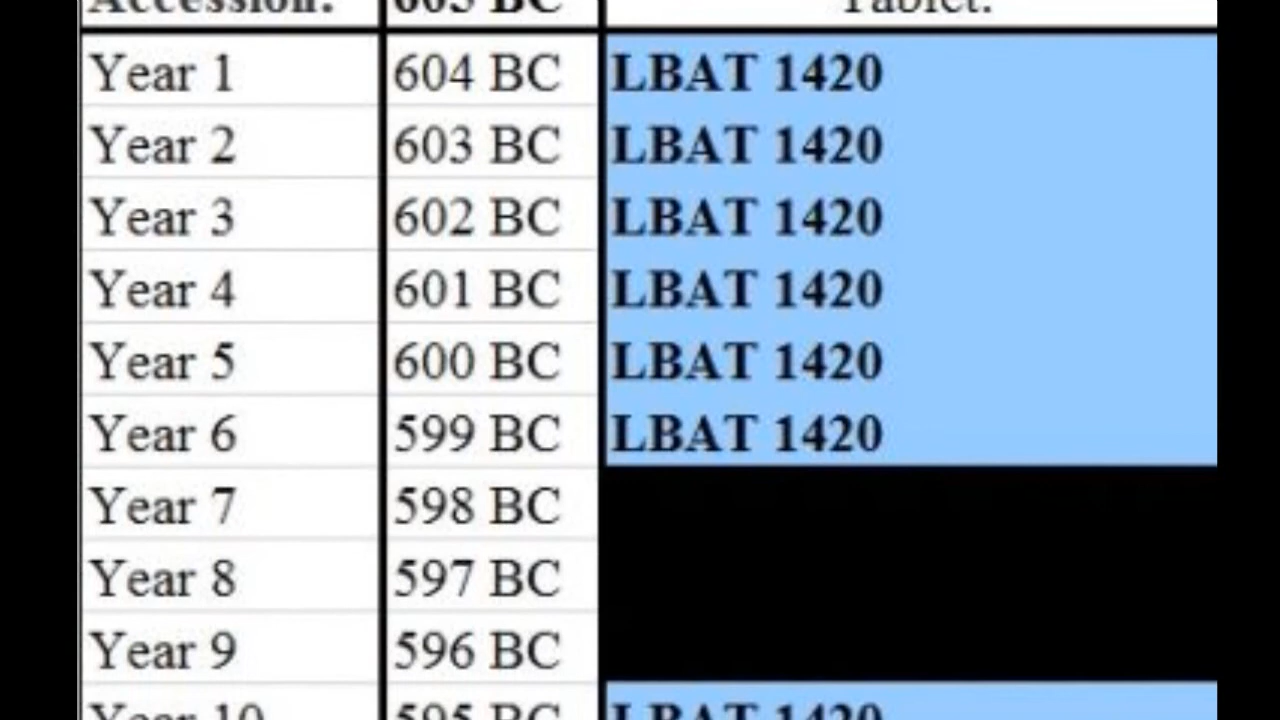 Accession: 605 BC Tablet:
Year 1 604 BC LBAT 1420
Year 2 603 BC LBAT 1420
Year 3 602 BC LBAT 1420
Year 4 601 BC LBAT 1420
Year 5 600 BC LBAT 1420
Year 6 599 BC LBAT 1420
Year 7 598 BC
Year 8 597 BC
Year 9 596 BC
Year 10 595 BC LBAT 1420